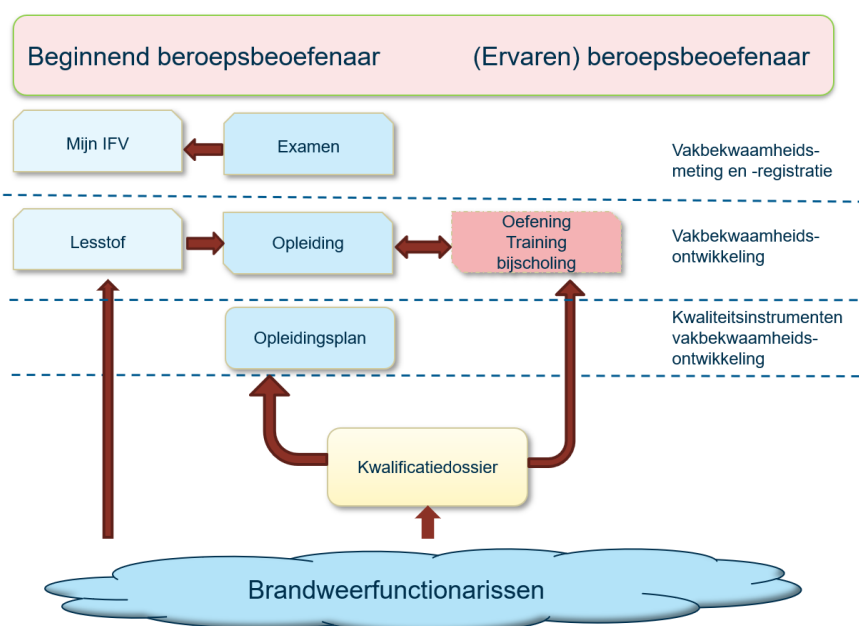 Beginnend beroepsbeoefenaar
(Ervaren) beroepsbeoefenaar
Mijn IFV
Examen
Vakbekwaamheids-
meting en -registratie
Lesstof
Opleiding
Oefening
Training
bijscholing
Vakbekwaamheids-
ontwikkeling
Opleidingsplan
Kwaliteitsinstrumenten
vakbekwaamheids-
ontwikkeling
Kwalificatiedossier
Brandweerfunctionarissen